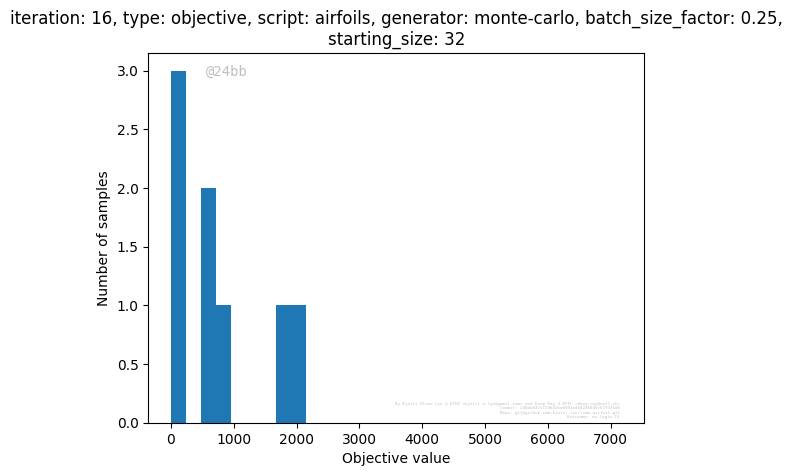 iteration: 16, type: objective, script: airfoils, generator: monte-carlo, batch_size_factor: 0.25,
starting_size: 32
@24bb
3.0
2.5
2.0
1.5
1.0
0.5
0.0
Number of samples
0 1000 2000 3000 4000 5000 6000 7000
Objective value